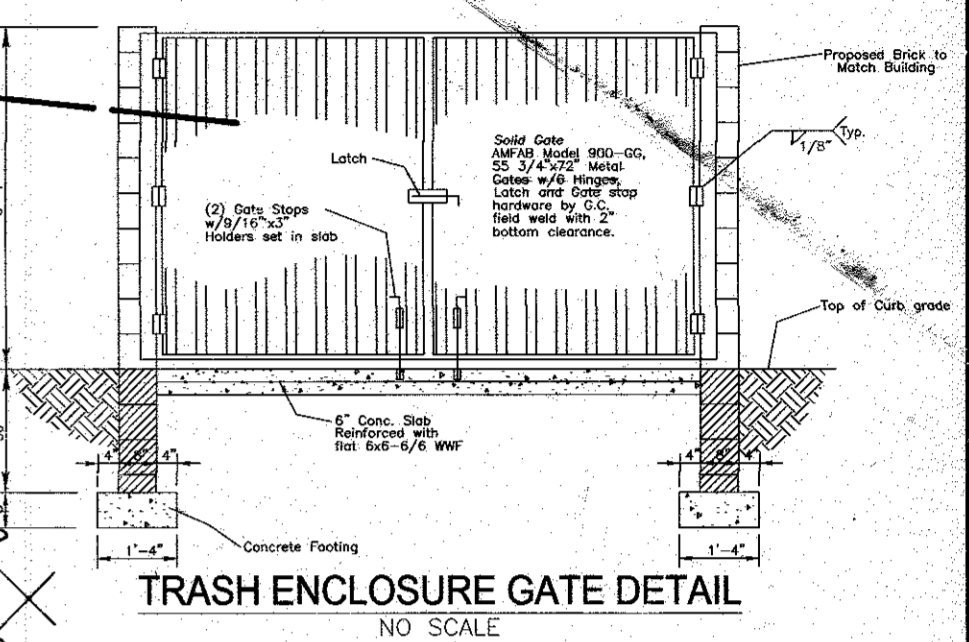 Proposed Brick to
Match Building
Typ.
1/8"
Solid Gate
AMFAB Model 900-GG,
55 3/4"x72" Metal
Gates w/6 Hinges,
Latch and Gate stop
hardware by G.C.
field weld with 2"
bottom clearance.
Latch
(2) Gate Stops
w/9/16"x3"
Holders set in slab
Top of Curb grade
6" Conc. Slab
Reinforced with
flat 6x6-6/6 WWF
4" 8" 4"
4" 8" 4"
Concrete Footing
1'-4"
1'-4"
TRASH ENCLOSURE GATE DETAIL
NO SCALE